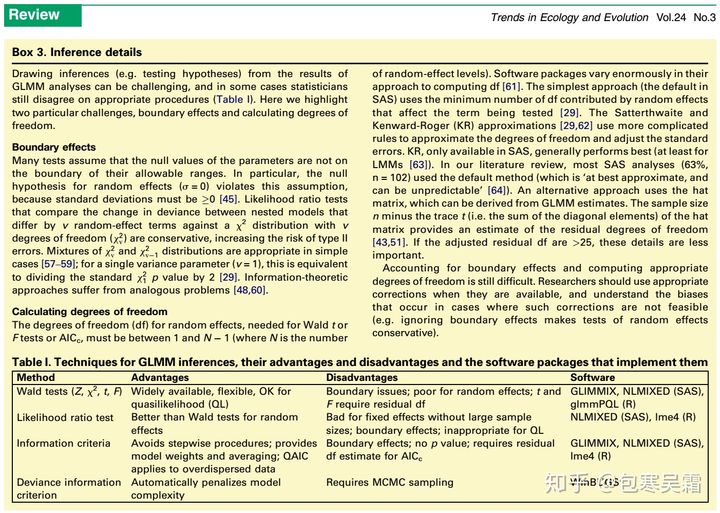 Review
Trends in Ecology and Evolution Vol.24 No.3
Box 3. Inference details
Drawing inferences (e.g. testing hypotheses) from the results of
GLMM analyses can be challenging, and in some cases statisticians
still disagree on appropriate procedures (Table I). Here we highlight
two particular challenges, boundary effects and calculating degrees of
freedom.
Boundary effects
Many tests assume that the null values of the parameters are not on
the boundary of their allowable ranges. In particular, the null
hypothesis for random effects (σ = 0) violates this assumption,
because standard deviations must be ≥0 [45]. Likelihood ratio tests
that compare the change in deviance between nested models that
differ by ν random-effect terms against a χ² distribution with ν
degrees of freedom (χ²ᵥ) are conservative, increasing the risk of type II
errors. Mixtures of χ²ᵥ and χ²ᵥ₋₁ distributions are appropriate in simple
cases [57–59]; for a single variance parameter (ν = 1), this is equivalent
to dividing the standard χ²₁ p value by 2 [29]. Information-theoretic
approaches suffer from analogous problems [48,60].
Calculating degrees of freedom
The degrees of freedom (df) for random effects, needed for Wald t or
F tests or AICc, must be between 1 and N − 1 (where N is the number
of random-effect levels). Software packages vary enormously in their
approach to computing df [61]. The simplest approach (the default in
SAS) uses the minimum number of df contributed by random effects
that affect the term being tested [29]. The Satterthwaite and
Kenward-Roger (KR) approximations [29,62] use more complicated
rules to approximate the degrees of freedom and adjust the standard
errors. KR, only available in SAS, generally performs best (at least for
LMMs [63]). In our literature review, most SAS analyses (63%,
n = 102) used the default method (which is ‘at best approximate, and
can be unpredictable’ [64]). An alternative approach uses the hat
matrix, which can be derived from GLMM estimates. The sample size
n minus the trace t (i.e. the sum of the diagonal elements) of the hat
matrix provides an estimate of the residual degrees of freedom
[43,51]. If the adjusted residual df are >25, these details are less
important.
Accounting for boundary effects and computing appropriate
degrees of freedom is still difficult. Researchers should use appropriate
corrections when they are available, and understand the biases
that occur in cases where such corrections are not feasible
(e.g. ignoring boundary effects makes tests of random effects
conservative).
Table I. Techniques for GLMM inferences, their advantages and disadvantages and the software packages that implement them
Method Advantages Disadvantages Software
Wald tests (Z, χ², t, F) Widely available, flexible, OK for Boundary issues; poor for random effects; t and GLIMMIX, NLMIXED (SAS),
quasilikelihood (QL) F require residual df glmmPQL (R)
Likelihood ratio test Better than Wald tests for random Bad for fixed effects without large sample NLMIXED (SAS), lme4 (R)
effects sizes; boundary effects; inappropriate for QL
Information criteria Avoids stepwise procedures; provides Boundary effects; no p value; requires residual GLIMMIX, NLMIXED (SAS),
model weights and averaging; QAIC df estimate for AICc lme4 (R)
applies to overdispersed data
Deviance information Automatically penalizes model Requires MCMC sampling WinBUGS
criterion complexity
知乎 @包寒吴霜